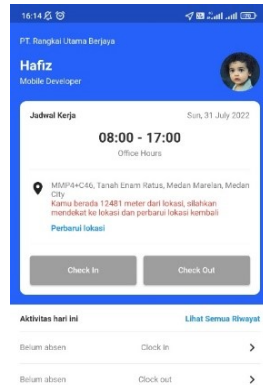 16:14
PT. Rangkai Utama Berjaya
Hafiz
Mobile Developer
Jadwal Kerja
Sun, 31 July 2022
08:00 - 17:00
Office Hours
MMP4+C46, Tanah Enam Ratus, Medan Marelan, Medan
City
Kamu berada 12481 meter dari lokasi, silahkan
mendekat ke lokasi dan perbarui lokasi kembali
Perbarui lokasi
Check In
Check Out
Aktivitas hari ini
Lihat Semua Riwayat
Belum absen
Clock in
Belum absen
Clock out